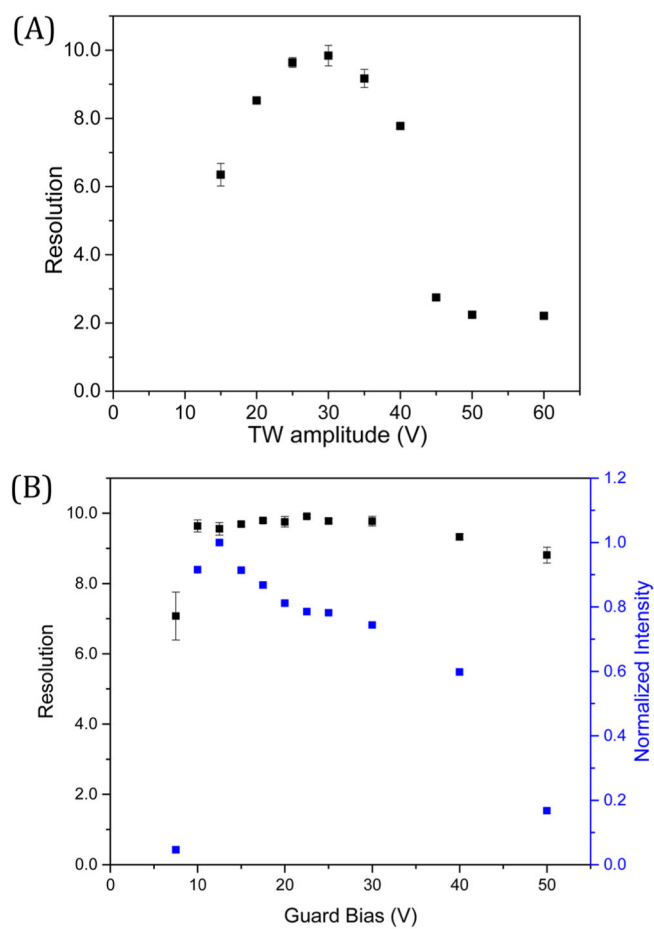 (A)
10.0
8.0
6.0
4.0
2.0
0.0
Resolution
0 10 20 30 40 50 60
TW amplitude (V)
(B)
10.0
8.0
6.0
4.0
2.0
0.0
Resolution
1.2
1.0
0.8
0.6
0.4
0.2
0.0
Normalized Intensity
0 10 20 30 40 50
Guard Bias (V)